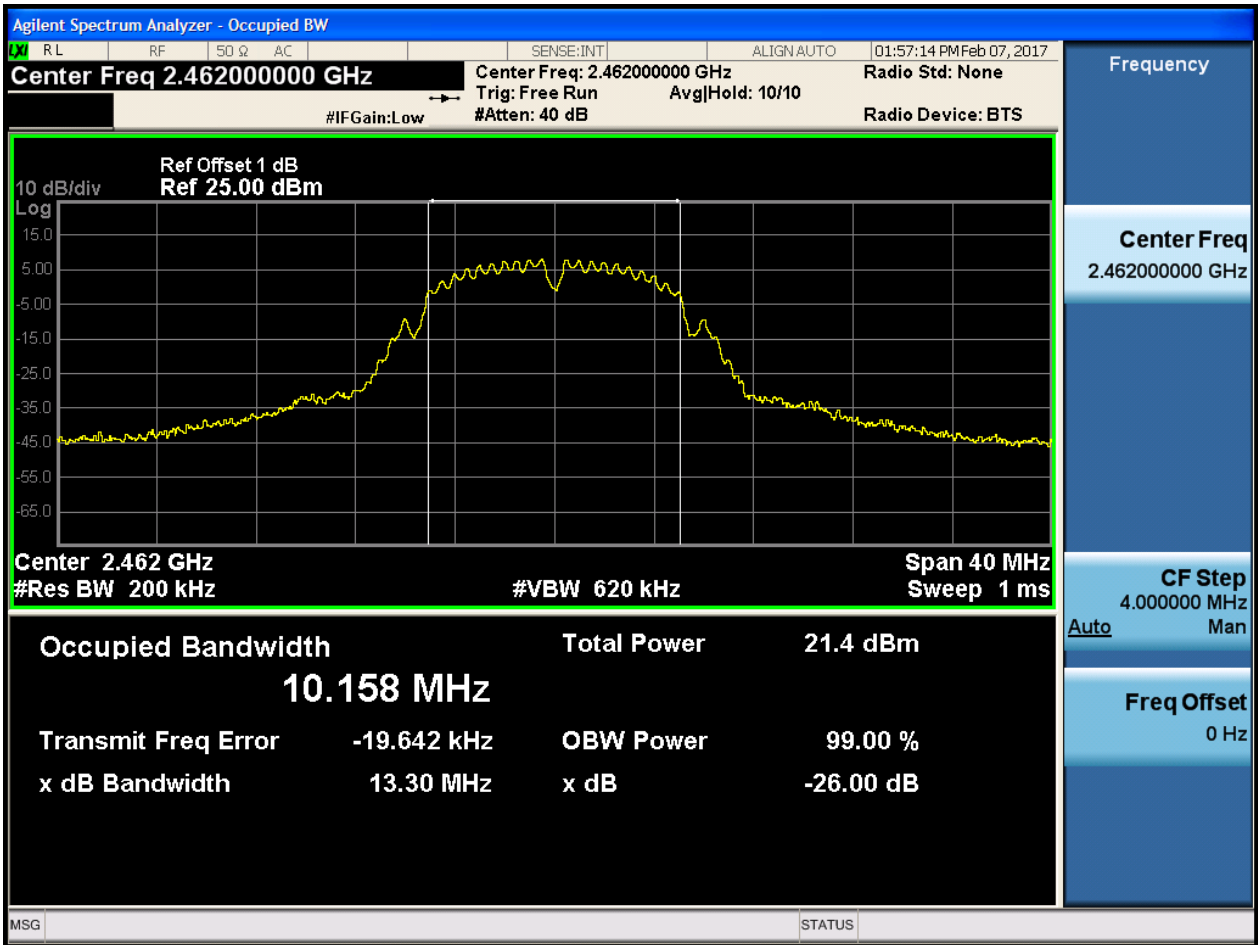 Agilent Spectrum Analyzer - Occupied BW
LXI RL RF 50 Ω AC SENSE:INT ALIGN AUTO 01:57:14 PM Feb 07, 2017
Center Freq 2.462000000 GHz
Center Freq: 2.462000000 GHz Radio Std: None
Trig: Free Run Avg|Hold: 10/10
#IFGain:Low #Atten: 40 dB Radio Device: BTS
Ref Offset 1 dB
10 dB/div Ref 25.00 dBm
Log
15.0
5.00
-5.00
-15.0
-25.0
-35.0
-45.0
-55.0
-65.0
Center 2.462 GHz Span 40 MHz
#Res BW 200 kHz #VBW 620 kHz Sweep 1 ms
Occupied Bandwidth Total Power 21.4 dBm
10.158 MHz
Transmit Freq Error -19.642 kHz OBW Power 99.00 %
x dB Bandwidth 13.30 MHz x dB -26.00 dB
Frequency
Center Freq
2.462000000 GHz
CF Step
4.000000 MHz
Auto Man
Freq Offset
0 Hz
MSG STATUS